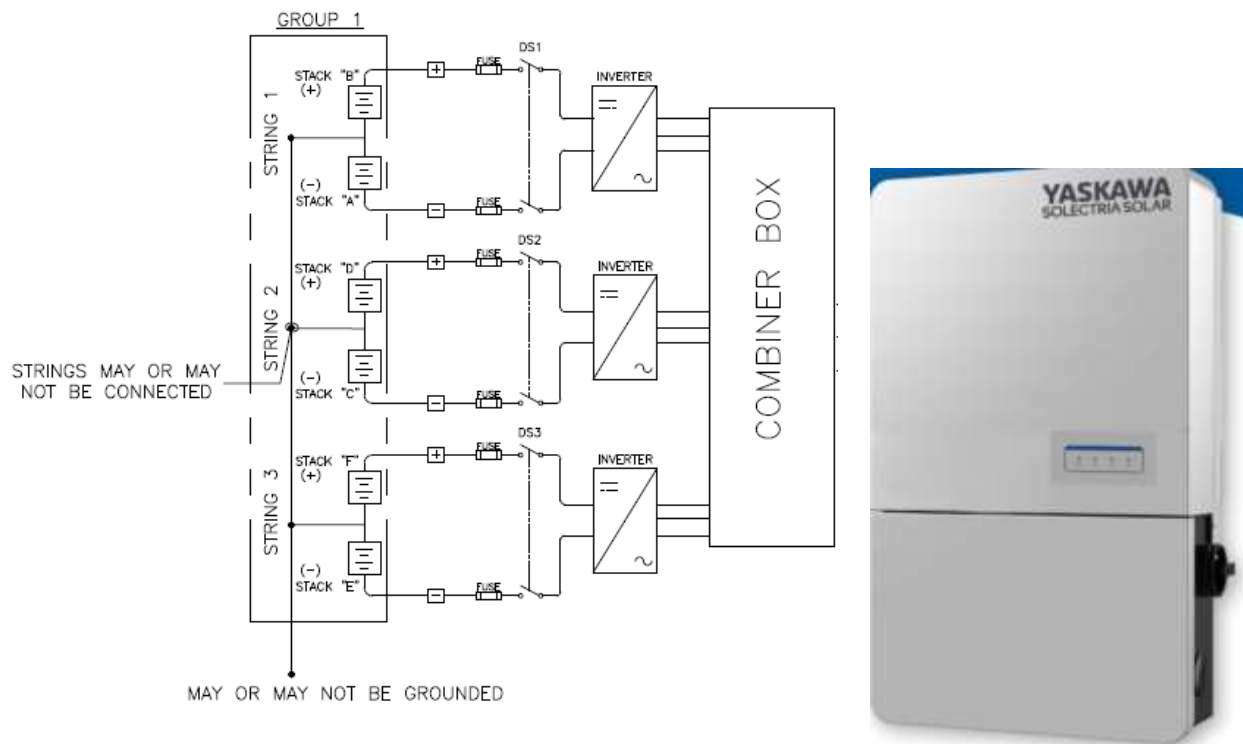 GROUP 1
STRING 1
STACK "B"
(+)
(-)
STACK "A"
+
-
FUSE
FUSE
DS1
INVERTER
STRING 2
STACK "D"
(+)
(-)
STACK "C"
+
-
FUSE
FUSE
DS2
INVERTER
STRING 3
STACK "F"
(+)
(-)
STACK "E"
+
-
FUSE
FUSE
DS3
INVERTER
COMBINER BOX
STRINGS MAY OR MAY
NOT BE CONNECTED
MAY OR MAY NOT BE GROUNDED
YASKAWA
SOLECTRIA SOLAR